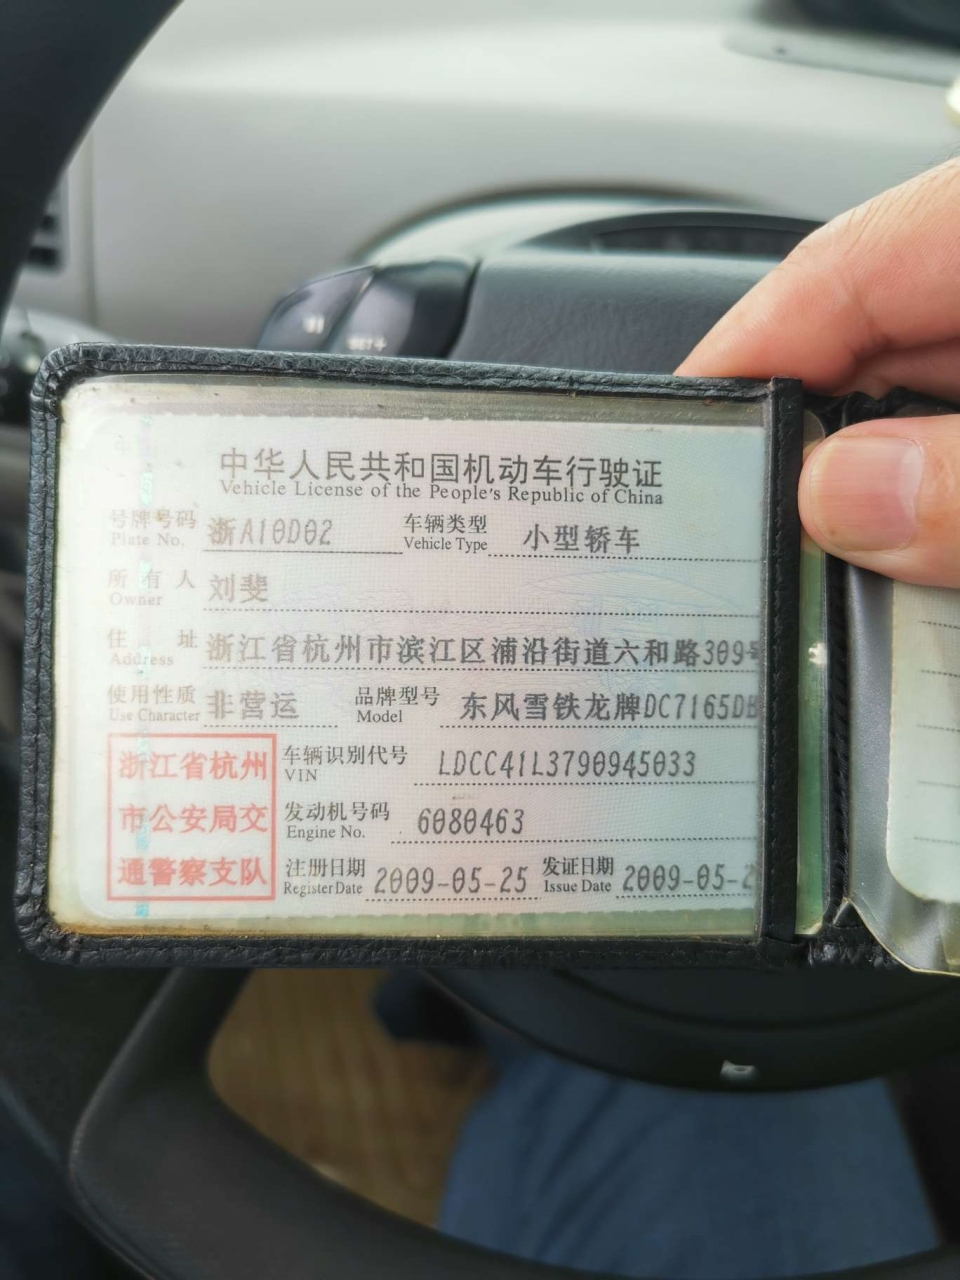 中华人民共和国机动车行驶证
Vehicle License of the People's Republic of China
号牌号码 浙A10D02 车辆类型 小型轿车
Plate No. Vehicle Type
所有人 刘斐
Owner
住址 浙江省杭州市滨江区浦沿街道六和路309号
Address
使用性质 非营运 品牌型号 东风雪铁龙牌DC7165DB
Use Character Model
浙江省杭州
市公安局交
通警察支队
车辆识别代号 LDCC41L3790945033
VIN
发动机号码 6080463
Engine No.
注册日期 2009-05-25 发证日期 2009-05-2
Register Date Issue Date